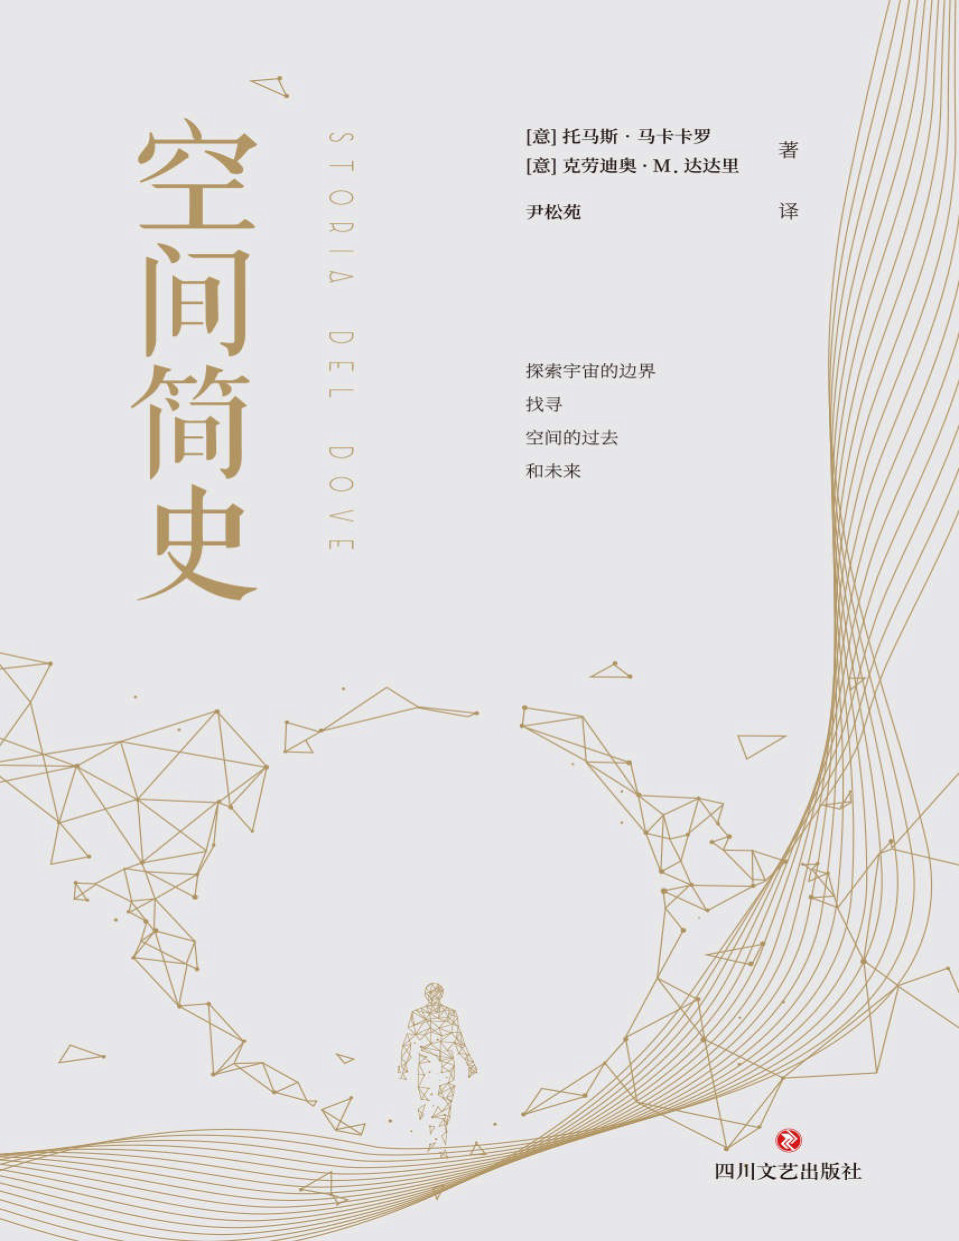 空间简史
STORIA DEL DOVE
[意] 托马斯·马卡卡罗
[意] 克劳迪奥·M. 达达里
著
尹松苑 译
探索宇宙的边界
找寻
空间的过去
和未来
四川文艺出版社